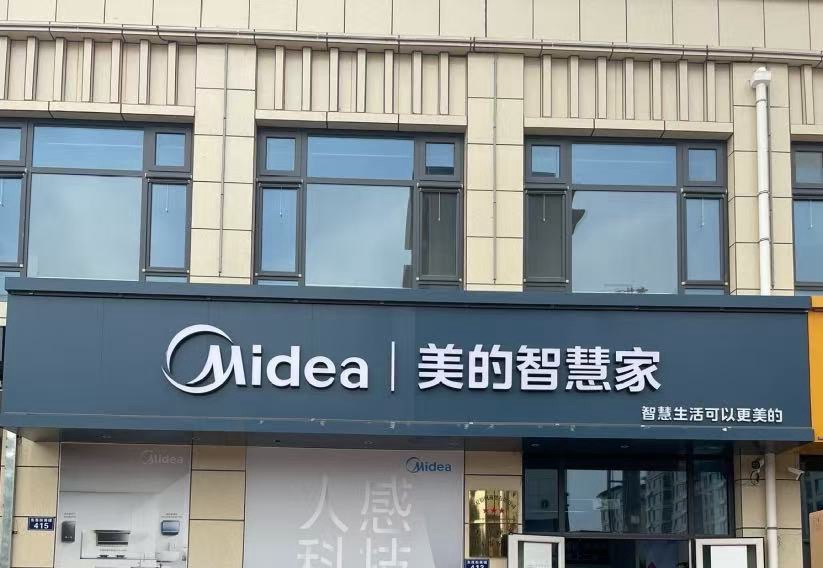 Midea 美的智慧家
智慧生活可以更美的
Midea
Midea
人感
科技
415
413